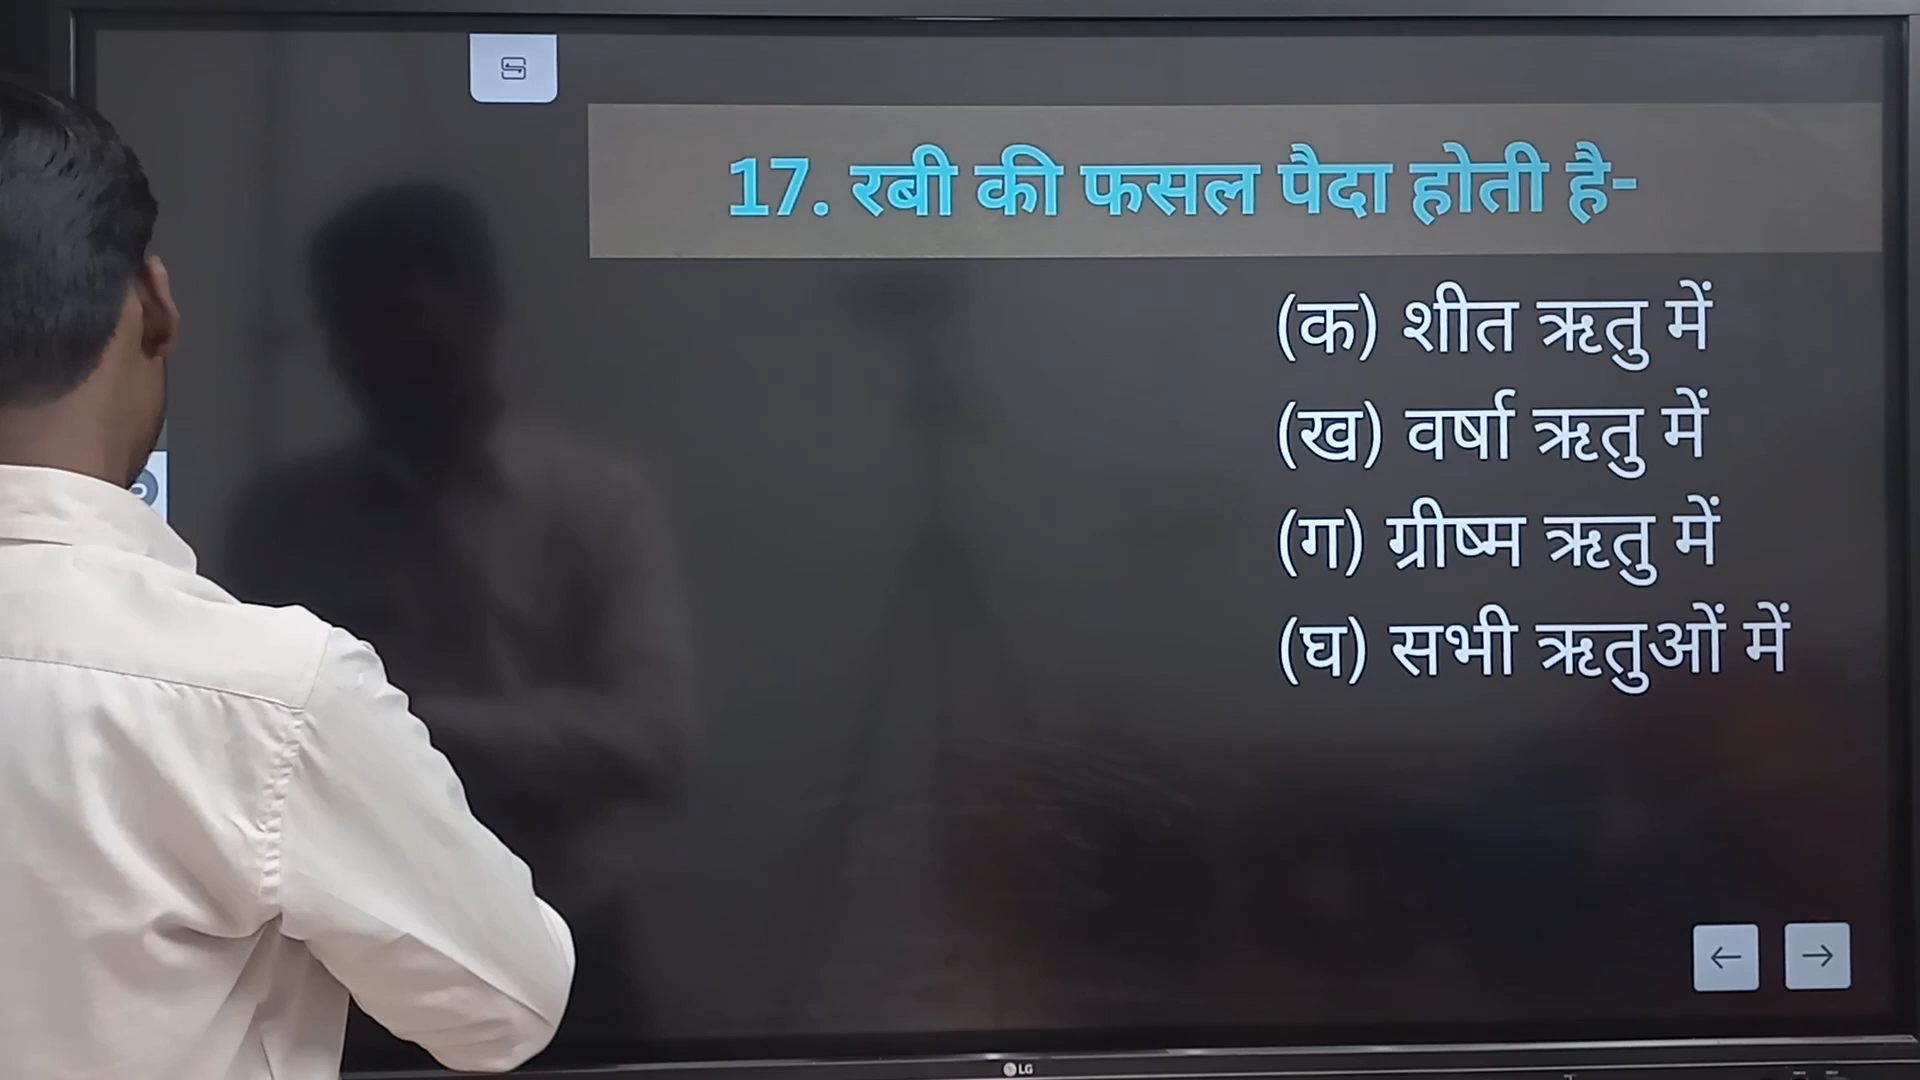 17. रबी की फसल पैदा होती है-
(क) शीत ऋतु में
(ख) वर्षा ऋतु में
(ग) ग्रीष्म ऋतु में
(घ) सभी ऋतुओं में
LG